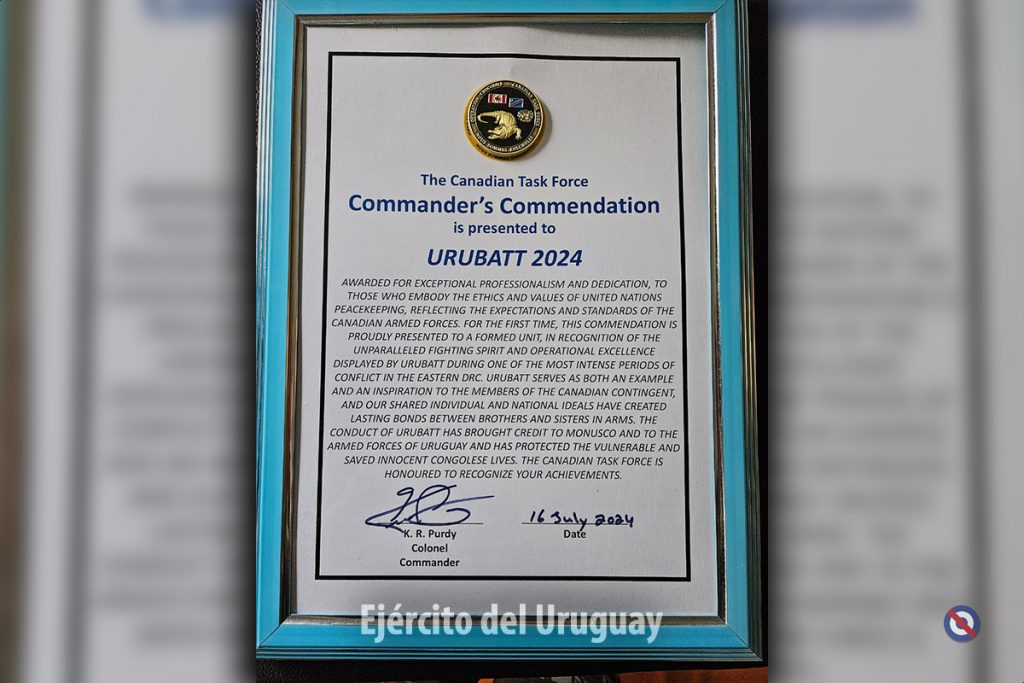 The Canadian Task Force
Commander's Commendation
is presented to
URUBATT 2024
AWARDED FOR EXCEPTIONAL PROFESSIONALISM AND DEDICATION, TO
THOSE WHO EMBODY THE ETHICS AND VALUES OF UNITED NATIONS
PEACEKEEPING, REFLECTING THE EXPECTATIONS AND STANDARDS OF THE
CANADIAN ARMED FORCES. FOR THE FIRST TIME, THIS COMMENDATION IS
PROUDLY PRESENTED TO A FORMED UNIT, IN RECOGNITION OF THE
UNPARALLELED FIGHTING SPIRIT AND OPERATIONAL EXCELLENCE
DISPLAYED BY URUBATT DURING ONE OF THE MOST INTENSE PERIODS OF
CONFLICT IN THE EASTERN DRC. URUBATT SERVES AS BOTH AN EXAMPLE
AND AN INSPIRATION TO THE MEMBERS OF THE CANADIAN CONTINGENT,
AND OUR SHARED INDIVIDUAL AND NATIONAL IDEALS HAVE CREATED
LASTING BONDS BETWEEN BROTHERS AND SISTERS IN ARMS. THE
CONDUCT OF URUBATT HAS BROUGHT CREDIT TO MONUSCO AND TO THE
ARMED FORCES OF URUGUAY AND HAS PROTECTED THE VULNERABLE AND
SAVED INNOCENT CONGOLESE LIVES. THE CANADIAN TASK FORCE IS
HONOURED TO RECOGNIZE YOUR ACHIEVEMENTS.
16 July 2024
K. R. Purdy
Date
Colonel
Commander
Ejército del Uruguay